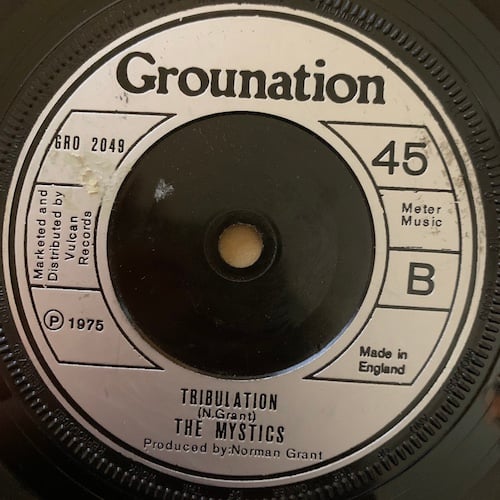 Grounation
GRO 2049
45
Marketed and
Distributed by
Vulcan
Records
Meter
Music
B
℗ 1975
Made in
England
TRIBULATION
(N.Grant)
THE MYSTICS
Produced by:Norman Grant